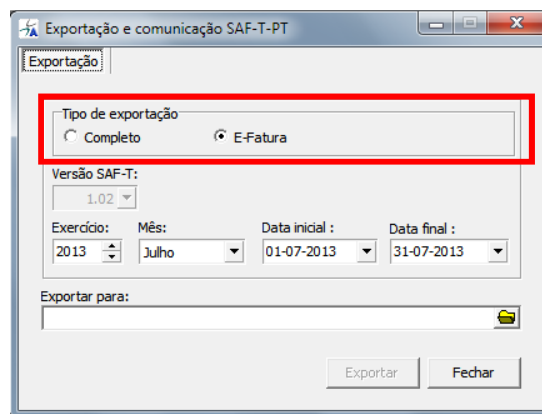 Exportação e comunicação SAF-T-PT
Exportação
Tipo de exportação
Completo E-Fatura
Versão SAF-T:
1.02
Exercício: Mês: Data inicial : Data final :
2013 Julho 01-07-2013 31-07-2013
Exportar para:
Exportar Fechar